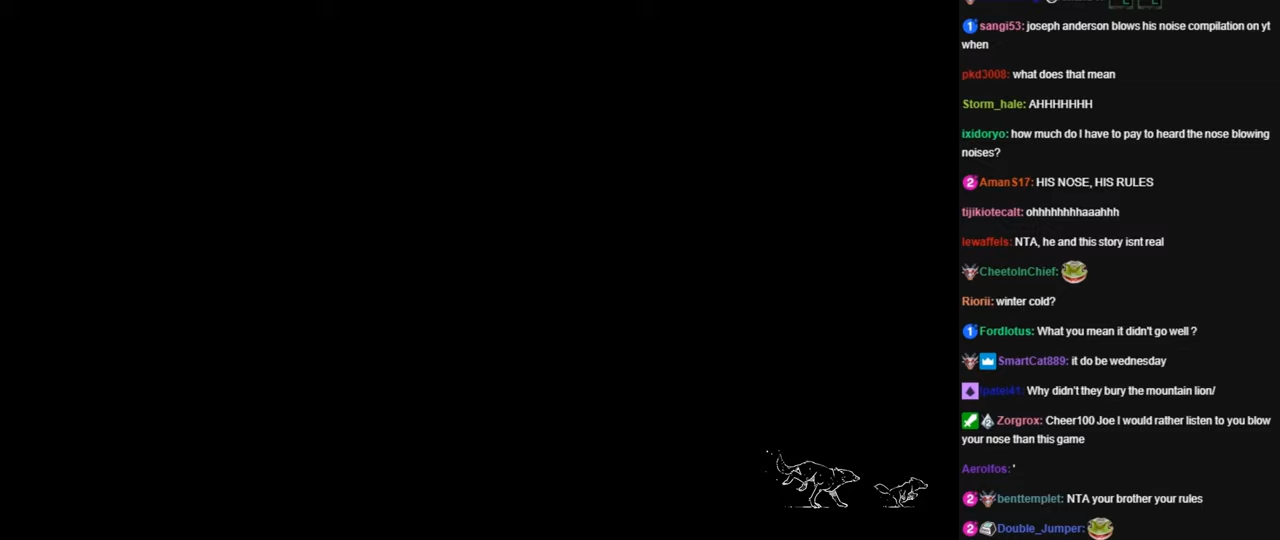 sangi53: joseph anderson blows his noise compilation on yt
when
pkd3008: what does that mean
Storm_hale: AHHHHHHH
ixidoryo: how much do I have to pay to heard the nose blowing
noises?
AmanS17: HIS NOSE, HIS RULES
tijikiotecalt: ohhhhhhhhaaahhh
lewaffels: NTA, he and this story isnt real
CheetoInChief:
Riorii: winter cold?
Fordlotus: What you mean it didn't go well ?
SmartCat889: it do be wednesday
lpatel41: Why didn't they bury the mountain lion/
Zorgrox: Cheer100 Joe I would rather listen to you blow
your nose than this game
Aerolfos: '
benttemplet: NTA your brother your rules
Double_Jumper: